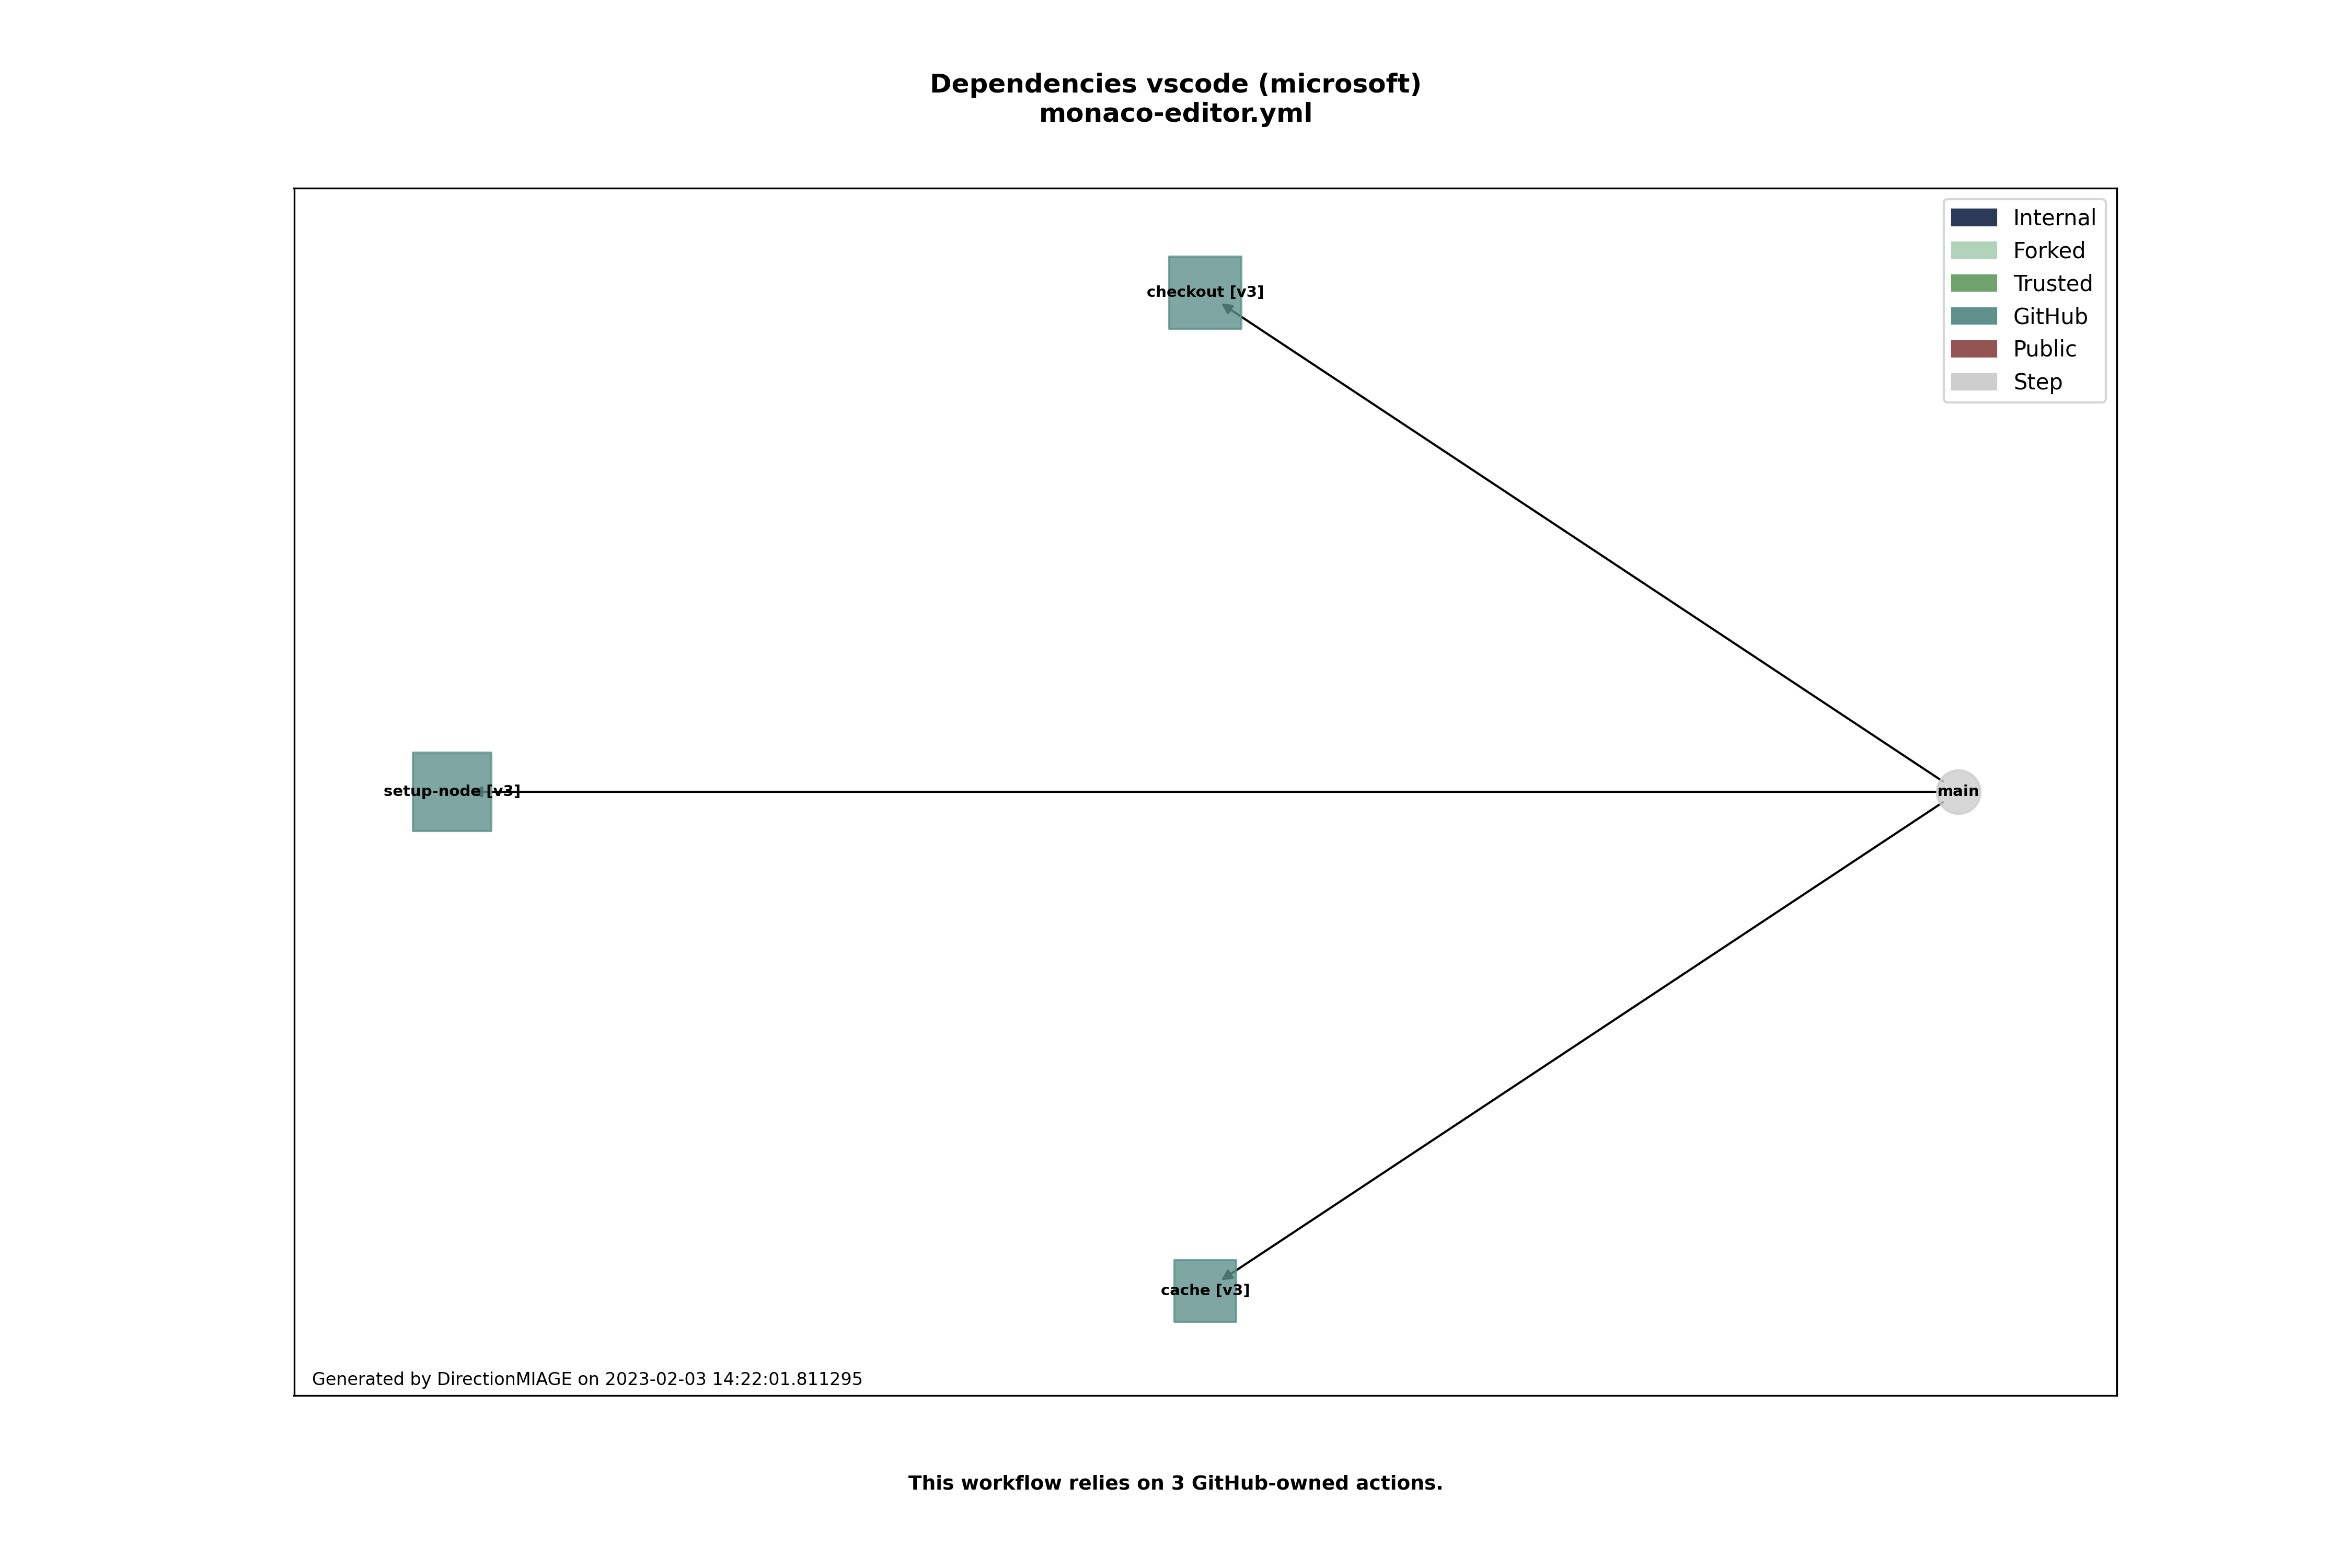 Dependencies vscode (microsoft)
monaco-editor.yml
Internal
Forked
Trusted
GitHub
Public
Step
checkout [v3]
setup-node [v3]
main
cache [v3]
Generated by DirectionMIAGE on 2023-02-03 14:22:01.811295
This workflow relies on 3 GitHub-owned actions.